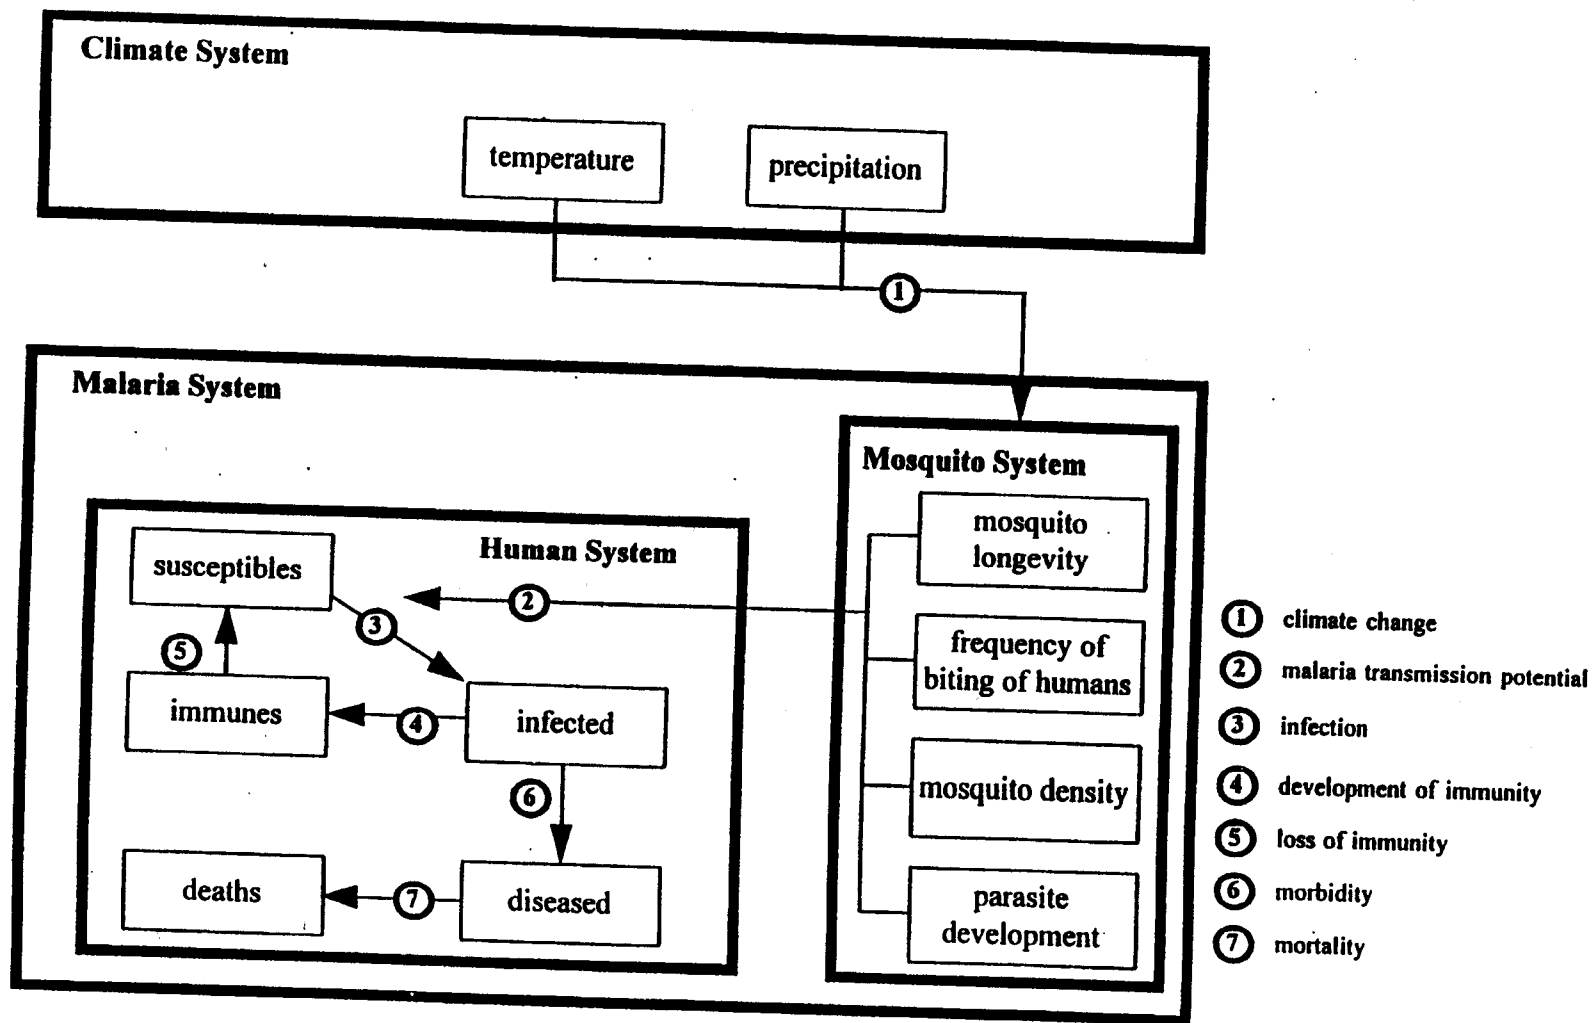 Climate System
temperature
precipitation
1
Malaria System
Mosquito System
mosquito
longevity
frequency of
biting of humans
mosquito density
parasite
development
Human System
susceptibles
2
3
5
immunes
4
infected
6
deaths
7
diseased
1 climate change
2 malaria transmission potential
3 infection
4 development of immunity
5 loss of immunity
6 morbidity
7 mortality